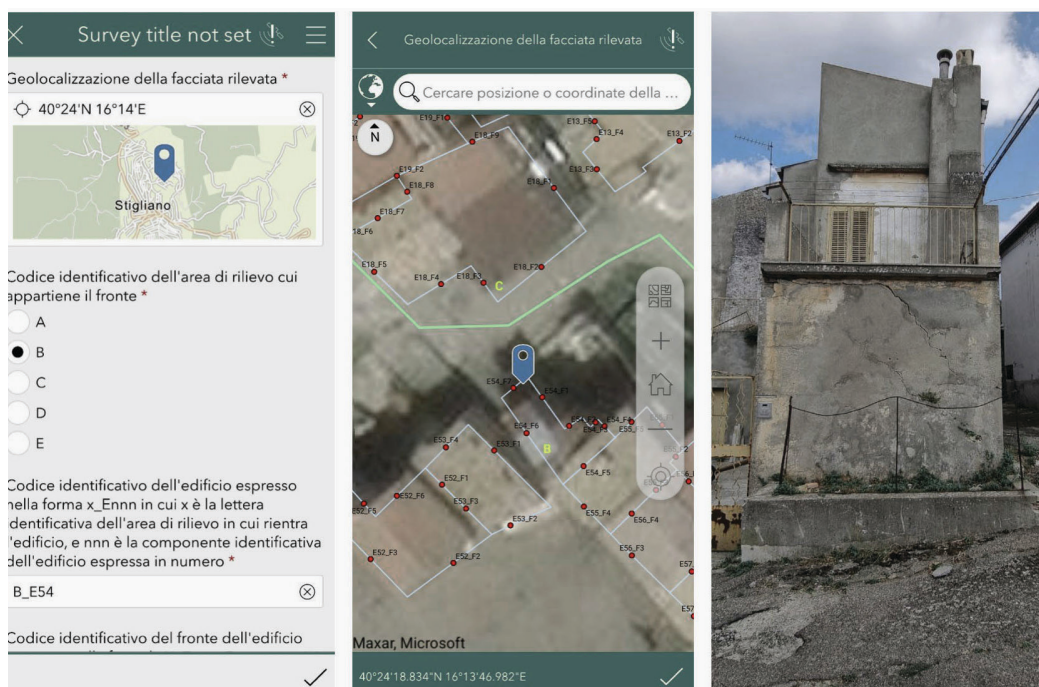 Survey title not set
Geolocalizzazione della facciata rilevata *
40°24'N 16°14'E
Stigliano
Codice identificativo dell'area di rilievo cui
appartiene il fronte *
A
B
C
D
E
Codice identificativo dell'edificio espresso
nella forma x_Ennn in cui x è la lettera
identificativa dell'area di rilievo in cui rientra
l'edificio, e nnn è la componente identificativa
dell'edificio espressa in numero *
B_E54
Codice identificativo del fronte dell'edificio
Geolocalizzazione della facciata rilevata
Cercare posizione o coordinate della ...
N
E19_F1
E18_F9
E13_F5
E13_F4
E13_F2
E19_F2
E18_F8
E18_F1
E13_F3
E18_F7
E18_F5
E18_F4
E18_F3
E18_F2
C
E54_F7
E54_F1
E54_F6
B
E53_F4
E53_F1
E54_F5
E52_F1
E52_F6
E53_F3
E55_F4
E56_F4
E53_F2
E52_F3
E52_F2
E56_F3
Maxar, Microsoft
40°24'18.834"N 16°13'46.982"E